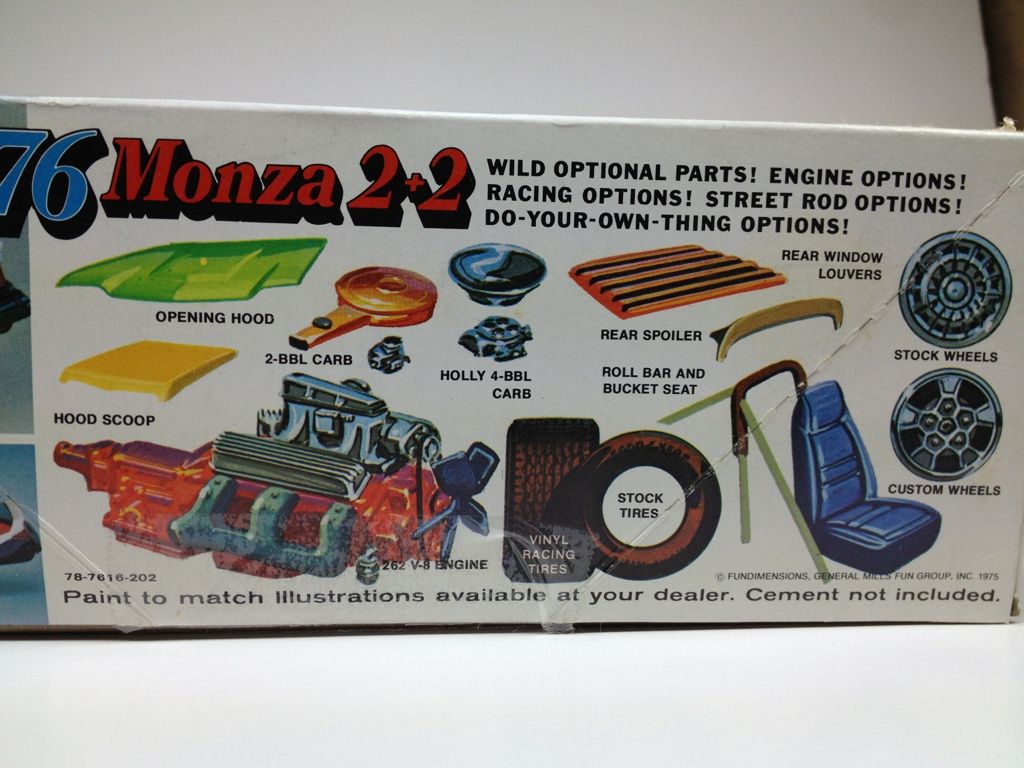 76 Monza 2+2
WILD OPTIONAL PARTS! ENGINE OPTIONS!
RACING OPTIONS! STREET ROD OPTIONS!
DO-YOUR-OWN-THING OPTIONS!
OPENING HOOD
2-BBL CARB
HOLLY 4-BBL
CARB
REAR WINDOW
LOUVERS
REAR SPOILER
ROLL BAR AND
BUCKET SEAT
STOCK WHEELS
HOOD SCOOP
CUSTOM WHEELS
GOOD YEAR
STOCK
TIRES
VINYL
RACING
TIRES
262 V-8 ENGINE
78-7616-202
© FUNDIMENSIONS, GENERAL MILLS FUN GROUP, INC. 1975
Paint to match Illustrations available at your dealer. Cement not included.